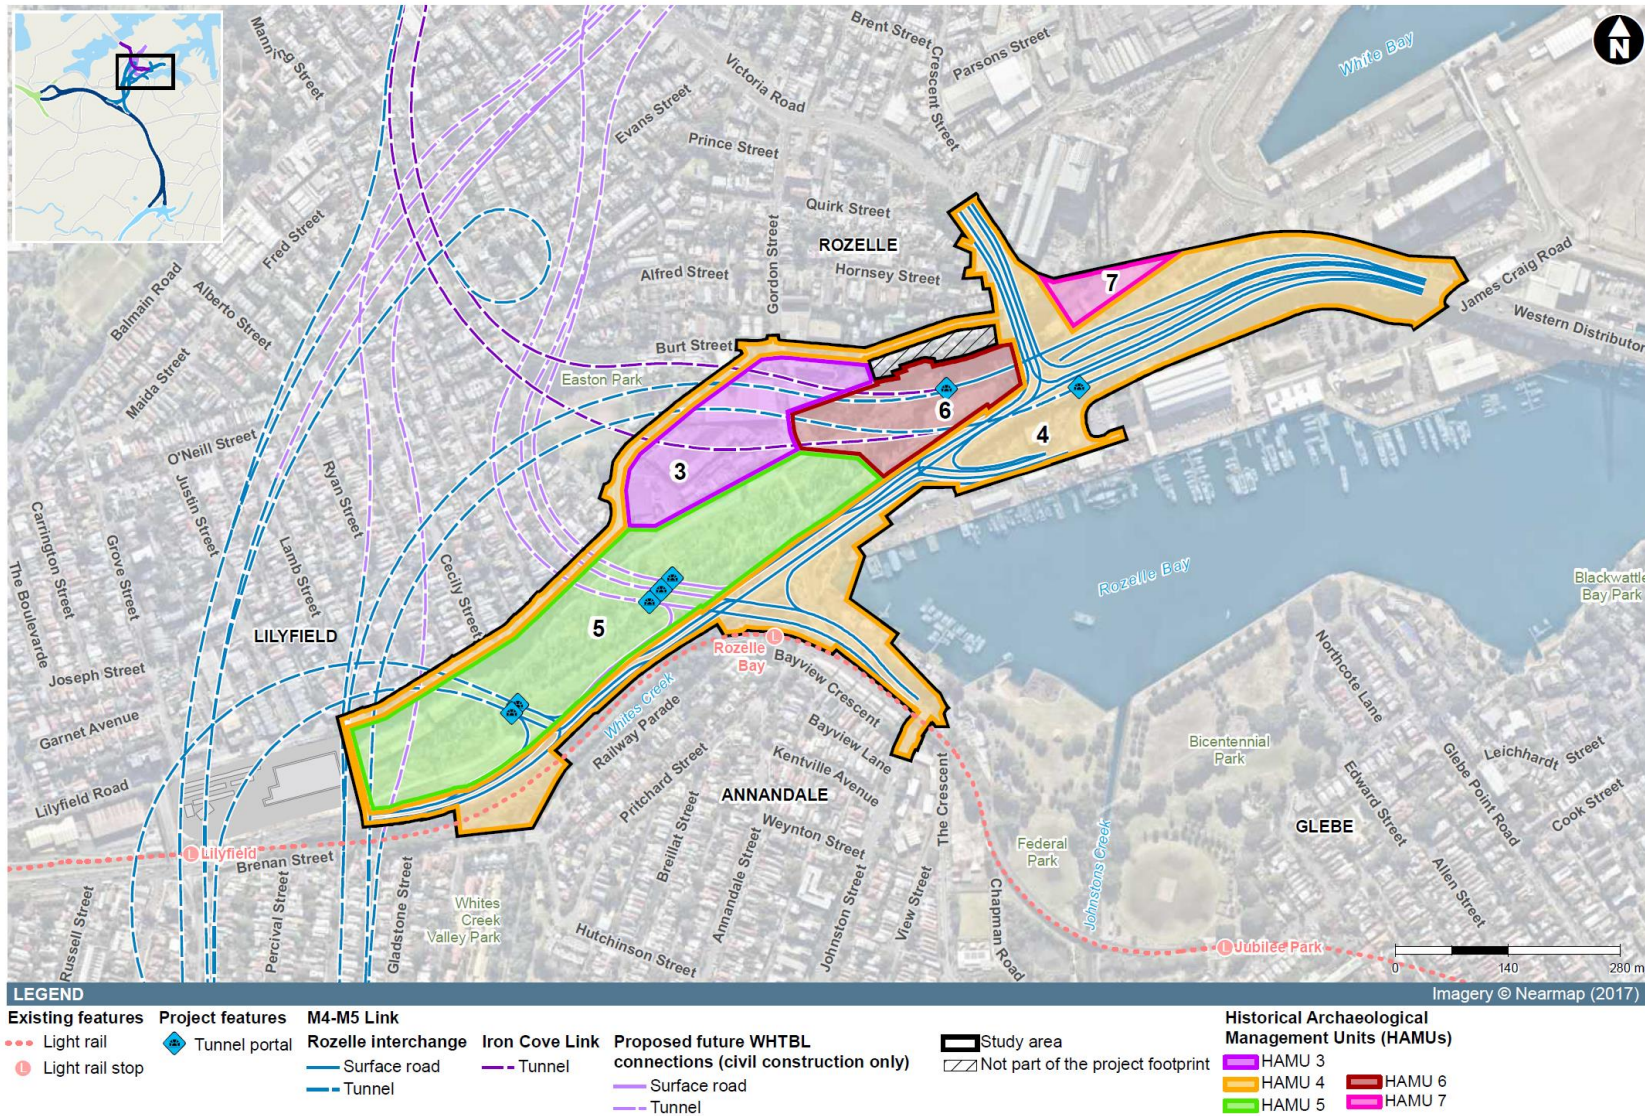 N
White Bay
Brent Street
Crescent Street
Parsons Street
Manning Street
Victoria Road
Evans Street
Prince Street
Quirk Street
ROZELLE
Gordon Street
Alfred Street
Hornsey Street
Fred Street
Balmain Road
Alberto Street
Maida Street
Burt Street
Easton Park
James Craig Road
Western Distributor
7
6
4
3
5
O'Neill Street
Justin Street
Ryan Street
Carrington Street
Grove Street
The Boulevarde
Lamb Street
Cecily Street
LILYFIELD
Joseph Street
Garnet Avenue
Lilyfield Road
Rozelle Bay
Blackwattle
Bay Park
Rozelle
Bay
Whites Creek
Railway Parade
Bayview Crescent
Bayview Lane
Kentville Avenue
Pritchard Street
ANNANDALE
Weynton Street
The Crescent
Breillat Street
Annandale Street
Johnston Street
View Street
Chapman Road
Hutchinson Street
Whites
Creek
Valley Park
Gladstone Street
Percival Street
Russell Street
Brenan Street
L Lilyfield
L
Northcote Lane
Bicentennial
Park
Glebe Point Road
Leichhardt Street
Edward Street
Cook Street
GLEBE
Allen Street
Federal
Park
Johnstons Creek
L Jubilee Park
0 140 280 m
LEGEND
Imagery © Nearmap (2017)
Existing features
Light rail
L Light rail stop
Project features
Tunnel portal
M4-M5 Link
Rozelle interchange
Surface road
Tunnel
Iron Cove Link
Tunnel
Proposed future WHTBL
connections (civil construction only)
Surface road
Tunnel
Study area
Not part of the project footprint
Historical Archaeological
Management Units (HAMUs)
HAMU 3
HAMU 4
HAMU 5
HAMU 6
HAMU 7